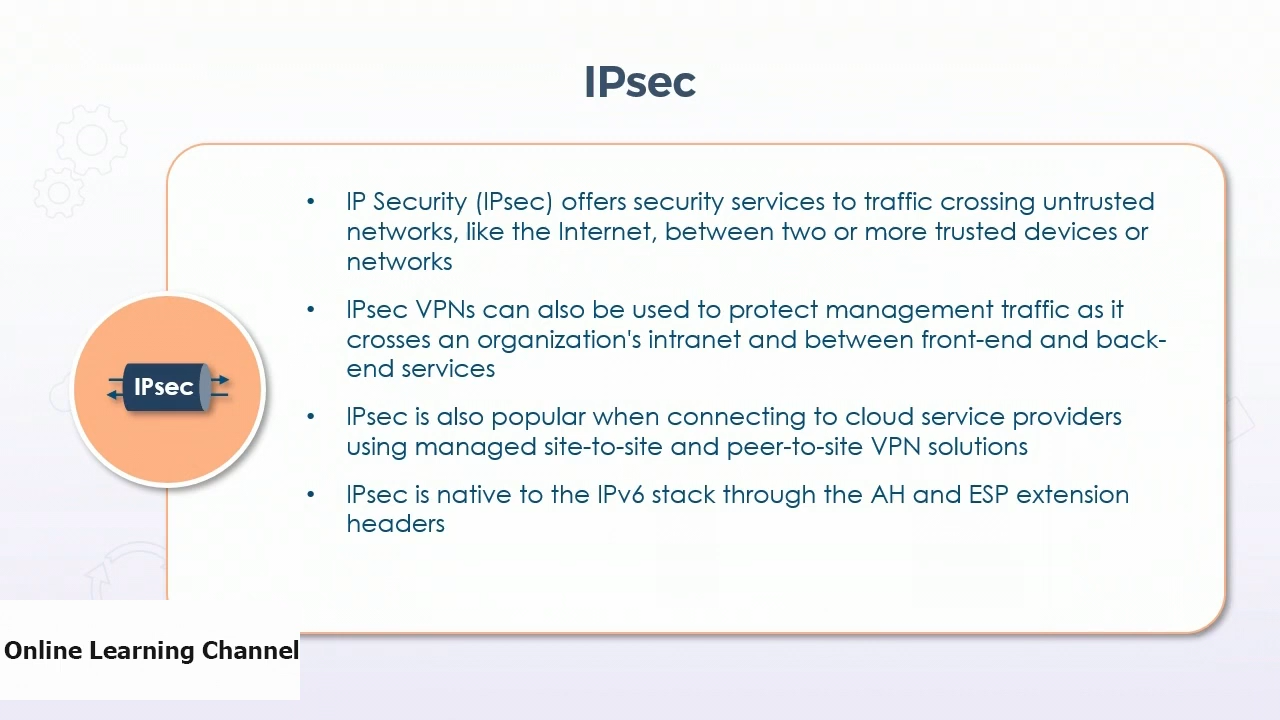 IPsec
• IP Security (IPsec) offers security services to traffic crossing untrusted
networks, like the Internet, between two or more trusted devices or
networks
• IPsec VPNs can also be used to protect management traffic as it
crosses an organization's intranet and between front-end and back-
end services
IPsec
• IPsec is also popular when connecting to cloud service providers
using managed site-to-site and peer-to-site VPN solutions
• IPsec is native to the IPv6 stack through the AH and ESP extension
headers
Online Learning Channel